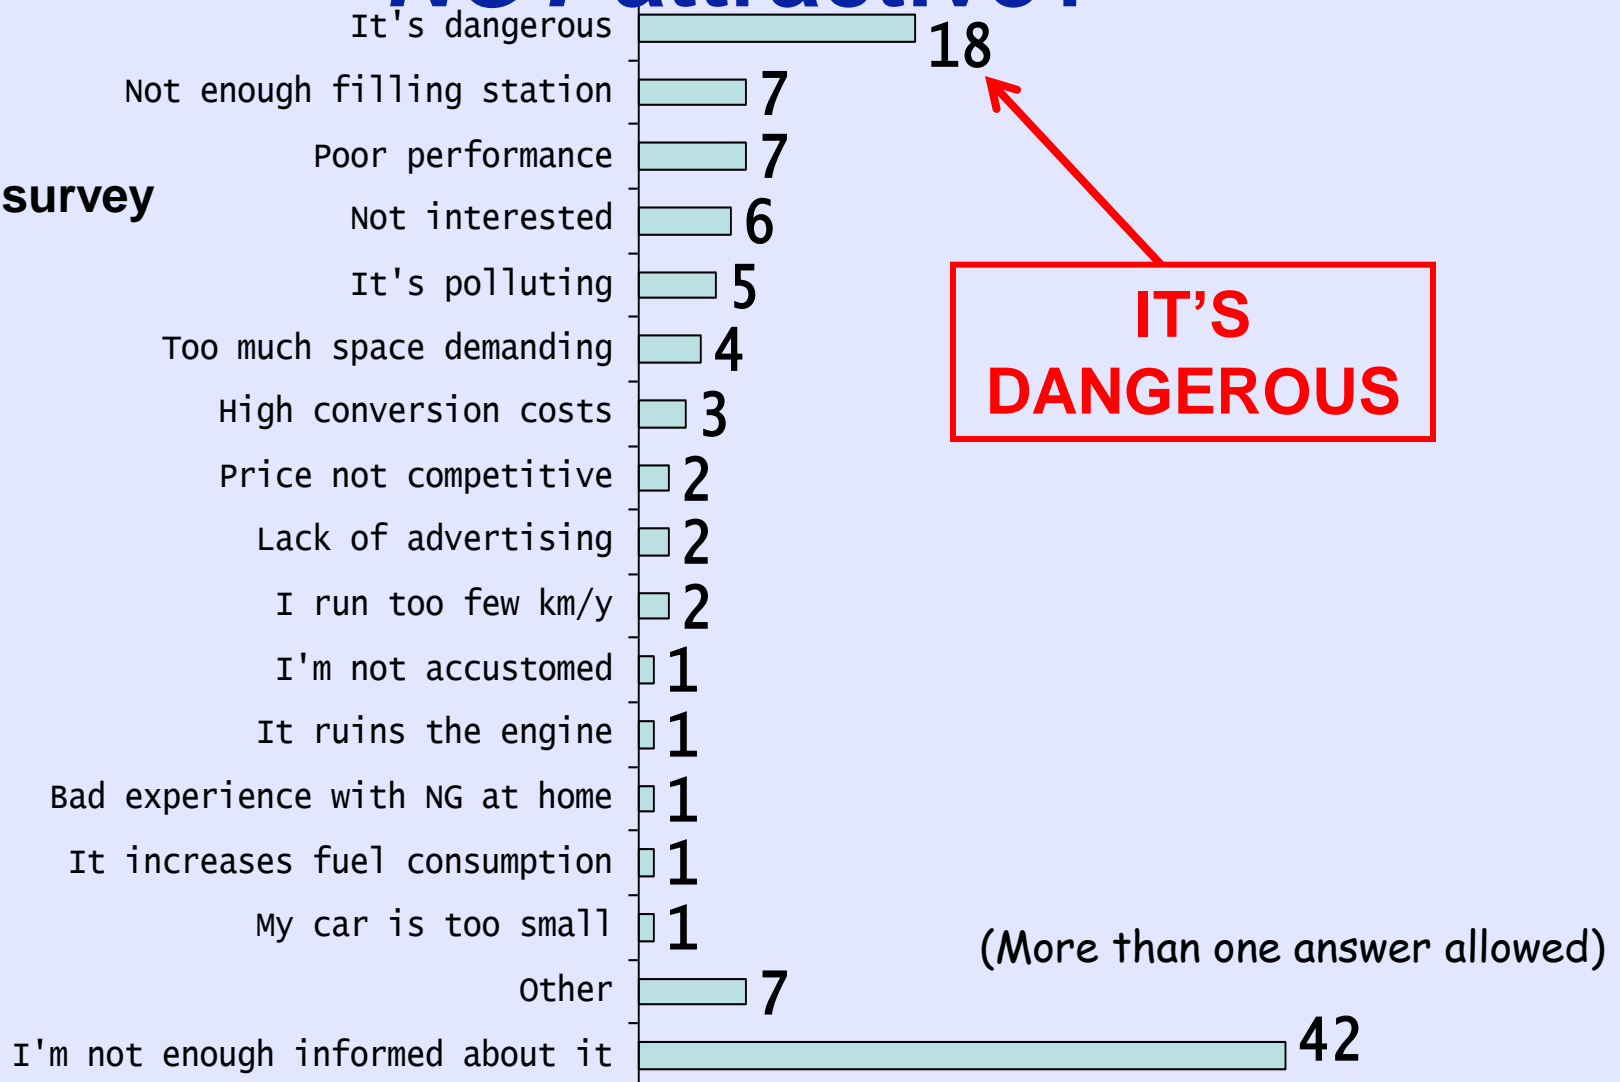 NOT attractive?
It's dangerous 18
Not enough filling station 7
Poor performance 7
survey
Not interested 6
It's polluting 5
Too much space demanding 4
High conversion costs 3
Price not competitive 2
Lack of advertising 2
I run too few km/y 2
I'm not accustomed 1
It ruins the engine 1
Bad experience with NG at home 1
It increases fuel consumption 1
My car is too small 1
Other 7
I'm not enough informed about it 42
IT’S
DANGEROUS
(More than one answer allowed)